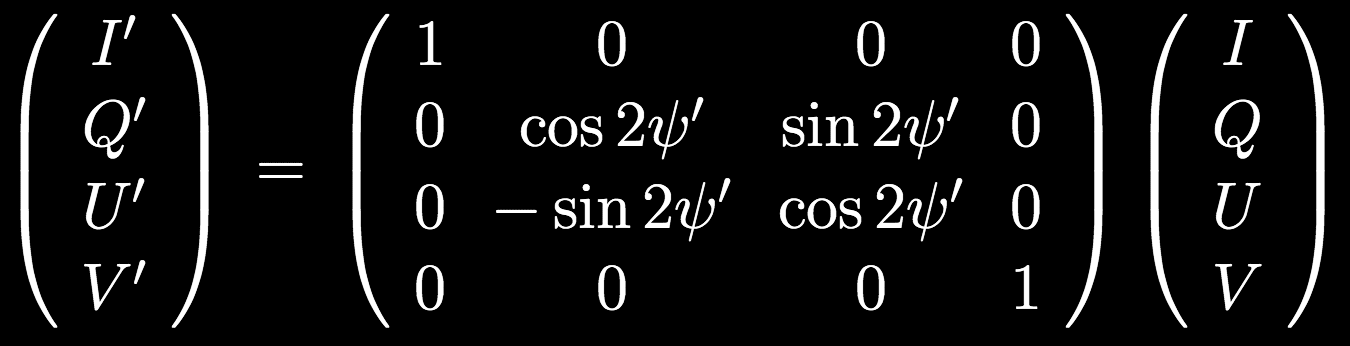 I′ 1 0 0 0 I
Q′ 0 cos 2ψ′ sin 2ψ′ 0 Q
=
U′ 0 − sin 2ψ′ cos 2ψ′ 0 U
V′ 0 0 0 1 V